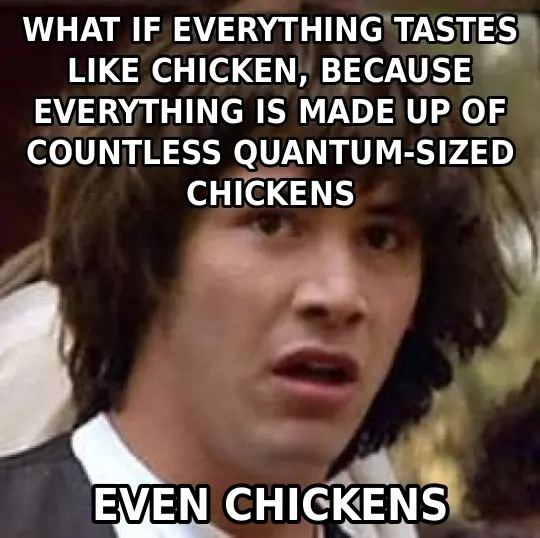 WHAT IF EVERYTHING TASTES
LIKE CHICKEN, BECAUSE
EVERYTHING IS MADE UP OF
COUNTLESS QUANTUM-SIZED
CHICKENS
EVEN CHICKENS